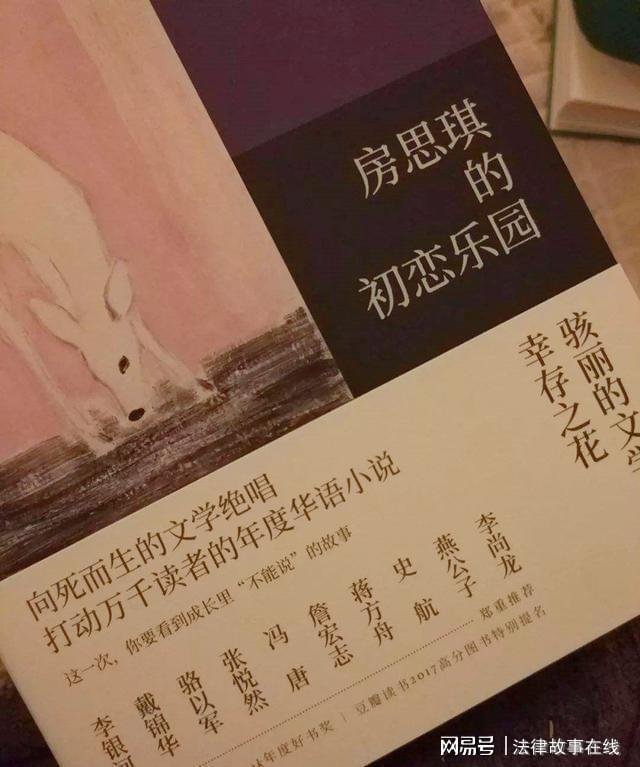 房思琪
的
初恋乐园
骇丽的文学
幸存之花
向死而生的文学绝唱
打动万千读者的年度华语小说
这一次，你要看到成长里“不能说”的故事
李银河
戴锦华
骆以军
张悦然
冯唐
詹宏志
蒋方舟
史航
燕公子
李尚龙
郑重推荐
年度好书奖 | 豆瓣读书2017高分图书特别提名
网易号 | 法律故事在线